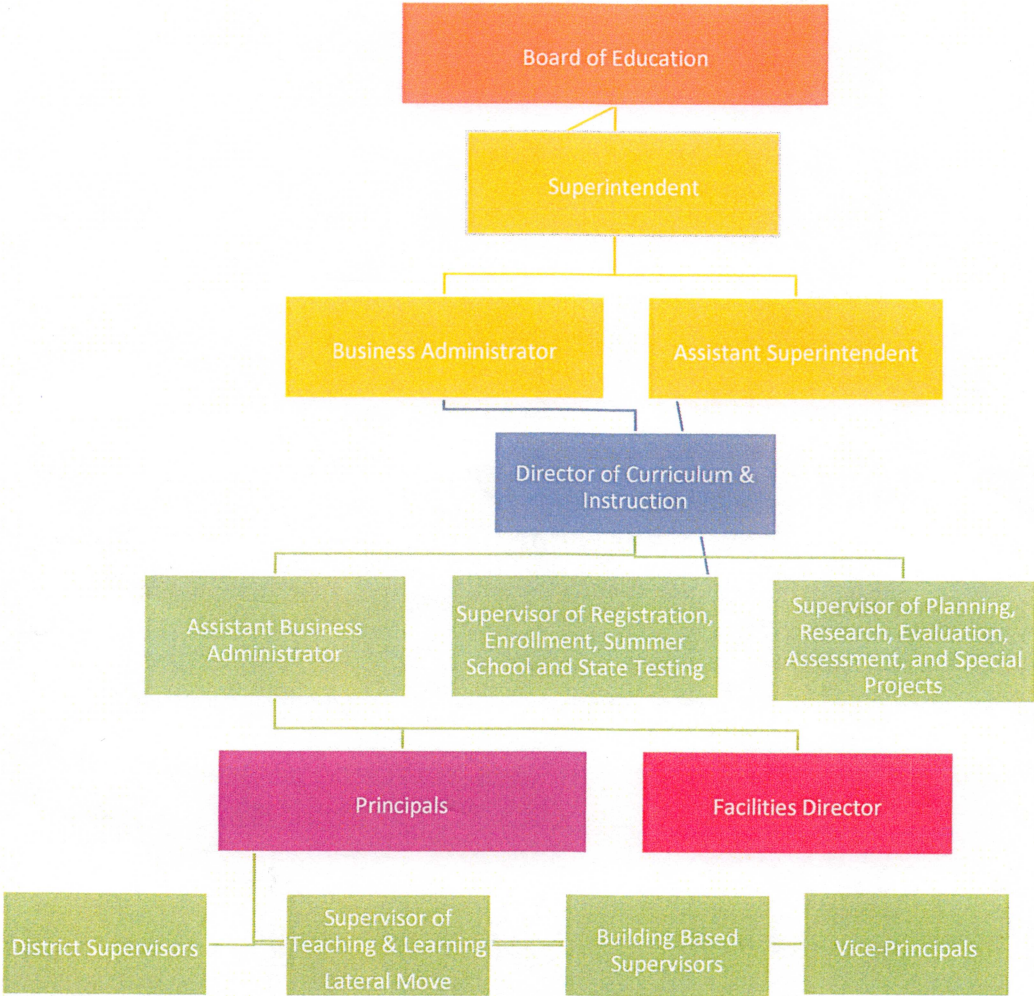 Board of Education
Superintendent
Business Administrator
Assistant Superintendent
Director of Curriculum &
Instruction
Assistant Business
Administrator
Supervisor of Registration,
Enrollment, Summer
School and State Testing
Supervisor of Planning,
Research, Evaluation,
Assessment, and Special
Projects
Principals
Facilities Director
District Supervisors
Supervisor of
Teaching & Learning
Lateral Move
Building Based
Supervisors
Vice-Principals